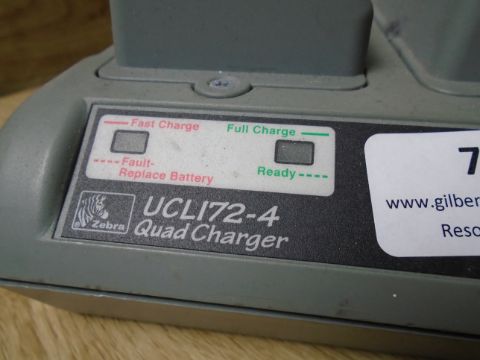 Fast Charge
Full Charge
Fault-
Replace Battery
Ready
Zebra
UCLI72-4
Quad Charger
7
www.gilber
Reso